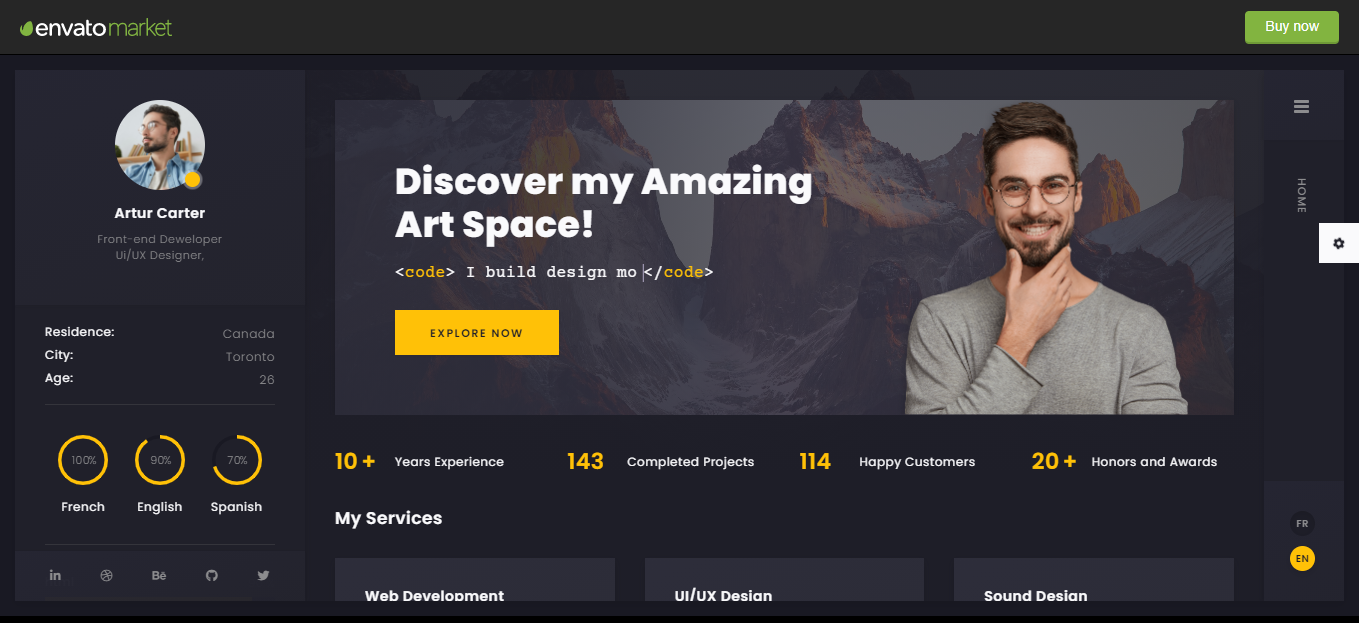 envato market
Buy now
Artur Carter
Front-end Deweloper
Ui/UX Designer,
Residence: Canada
City: Toronto
Age: 26
100% 90% 70%
French English Spanish
Bē
Discover my Amazing
Art Space!
<code> I build design mo </code>
EXPLORE NOW
10 + Years Experience 143 Completed Projects 114 Happy Customers 20 + Honors and Awards
My Services
Web Development UI/UX Design Sound Design
HOME
FR
EN